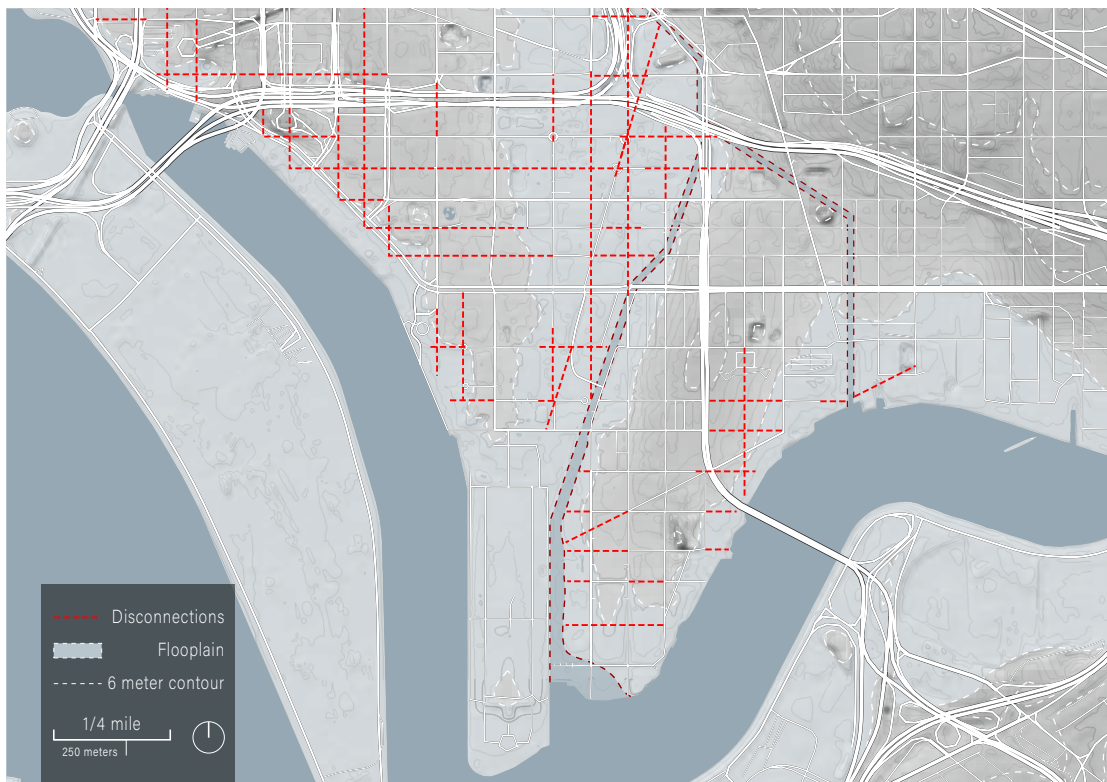 Disconnections
Flooplain
6 meter contour
1/4 mile
250 meters